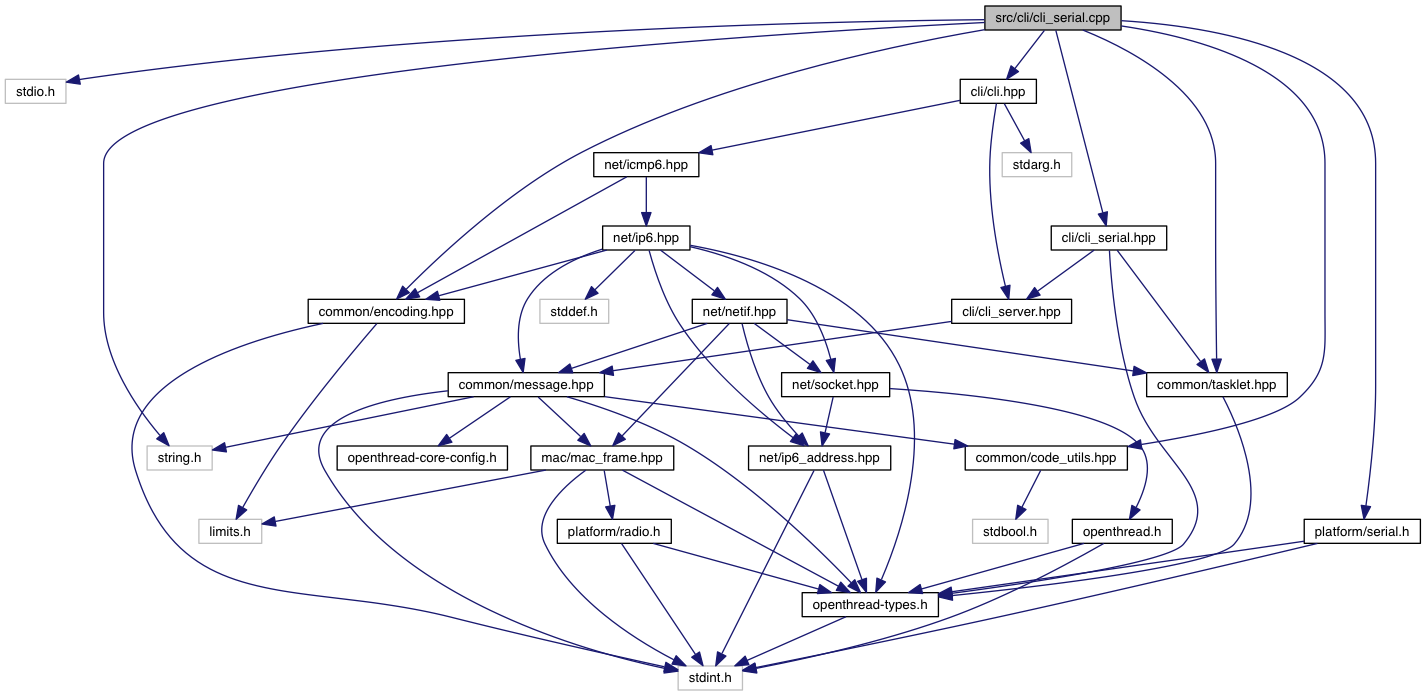 src/cli/cli_serial.cpp
stdio.h
cli/cli.hpp
net/icmp6.hpp
stdarg.h
net/ip6.hpp
cli/cli_serial.hpp
common/encoding.hpp
stddef.h
net/netif.hpp
cli/cli_server.hpp
common/message.hpp
net/socket.hpp
common/tasklet.hpp
string.h
openthread-core-config.h
mac/mac_frame.hpp
net/ip6_address.hpp
common/code_utils.hpp
limits.h
platform/radio.h
stdbool.h
openthread.h
platform/serial.h
openthread-types.h
stdint.h